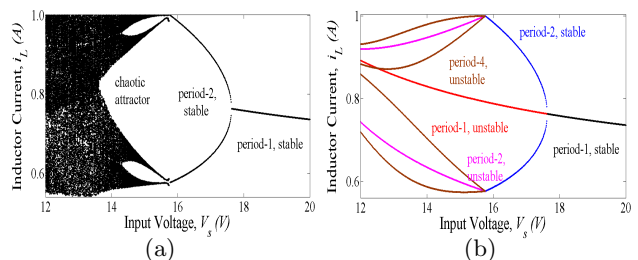 Inductor Current, i_L (A)
1.0
0.8
0.6
chaotic
attractor
period-2,
stable
period-1, stable
12 14 16 18 20
Input Voltage, V_s (V)
(a)
Inductor Current, i_L (A)
1
0.8
0.6
period-2, stable
period-4,
unstable
period-1, unstable
period-2,
unstable
period-1, stable
12 14 16 18 20
Input Voltage, V_s (V)
(b)